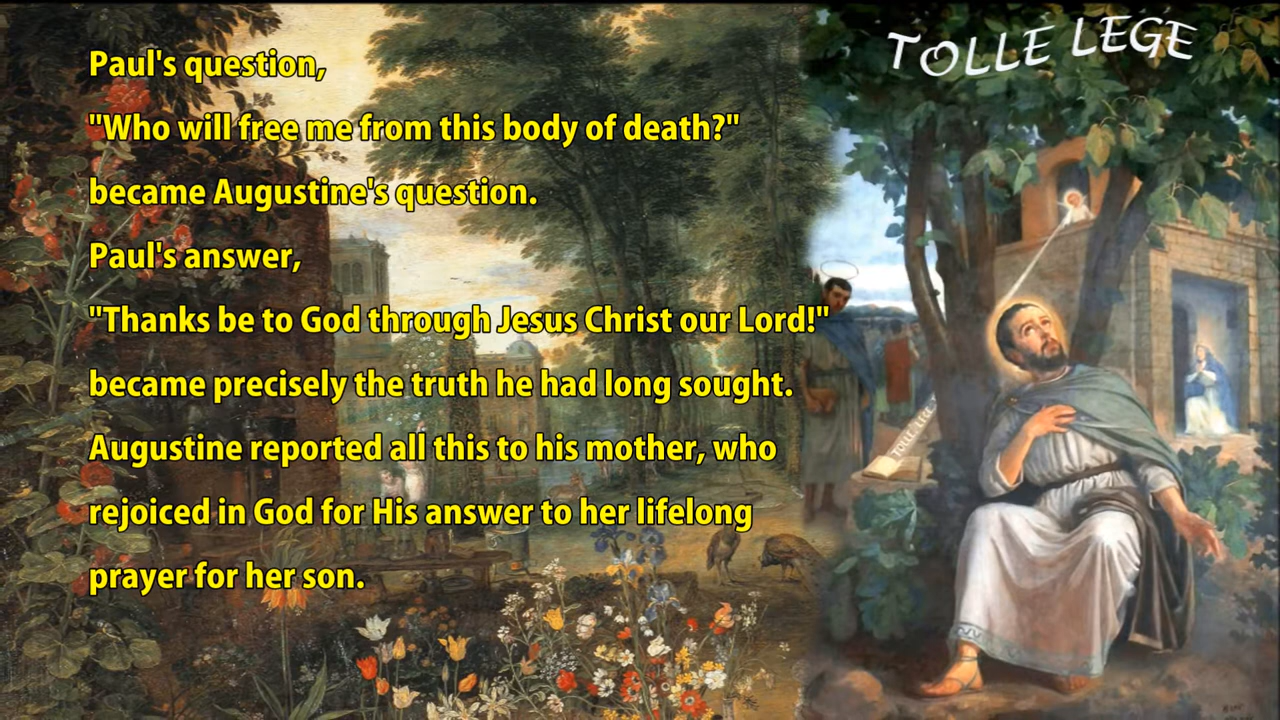 TOLLE LEGE
Paul's question,
"Who will free me from this body of death?"
became Augustine's question.
Paul's answer,
"Thanks be to God through Jesus Christ our Lord!"
became precisely the truth he had long sought.
Augustine reported all this to his mother, who
rejoiced in God for His answer to her lifelong
prayer for her son.
TOLLE LEGE